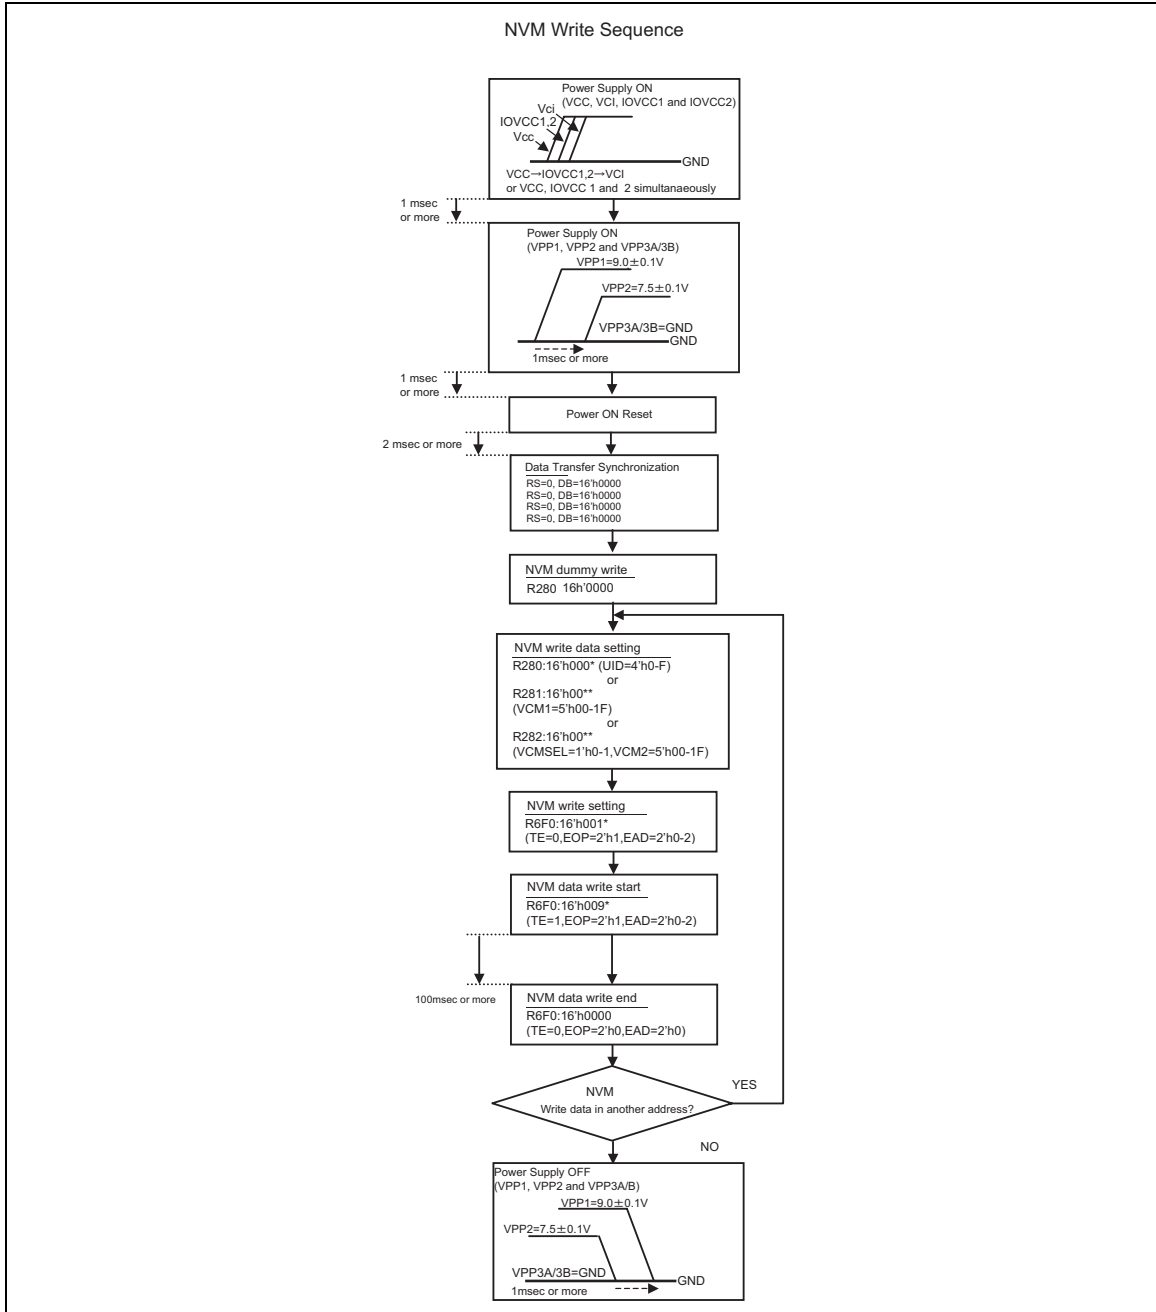 NVM Write Sequence
Power Supply ON
(VCC, VCI, IOVCC1 and IOVCC2)
Vci
IOVCC1,2
Vcc
GND
VCC→IOVCC1,2→VCI
or VCC, IOVCC 1 and 2 simultanaeously
1 msec
or more
Power Supply ON
(VPP1, VPP2 and VPP3A/3B)
VPP1=9.0±0.1V
VPP2=7.5±0.1V
VPP3A/3B=GND
GND
1msec or more
1 msec
or more
Power ON Reset
2 msec or more
Data Transfer Synchronization
RS=0, DB=16'h0000
RS=0, DB=16'h0000
RS=0, DB=16'h0000
RS=0, DB=16'h0000
NVM dummy write
R280 16h'0000
NVM write data setting
R280:16'h000* (UID=4'h0-F)
or
R281:16'h00**
(VCM1=5'h00-1F)
or
R282:16'h00**
(VCMSEL=1'h0-1,VCM2=5'h00-1F)
NVM write setting
R6F0:16'h001*
(TE=0,EOP=2'h1,EAD=2'h0-2)
NVM data write start
R6F0:16'h009*
(TE=1,EOP=2'h1,EAD=2'h0-2)
100msec or more
NVM data write end
R6F0:16'h0000
(TE=0,EOP=2'h0,EAD=2'h0)
NVM
Write data in another address?
YES
NO
Power Supply OFF
(VPP1, VPP2 and VPP3A/B)
VPP1=9.0±0.1V
VPP2=7.5±0.1V
VPP3A/3B=GND
GND
1msec or more